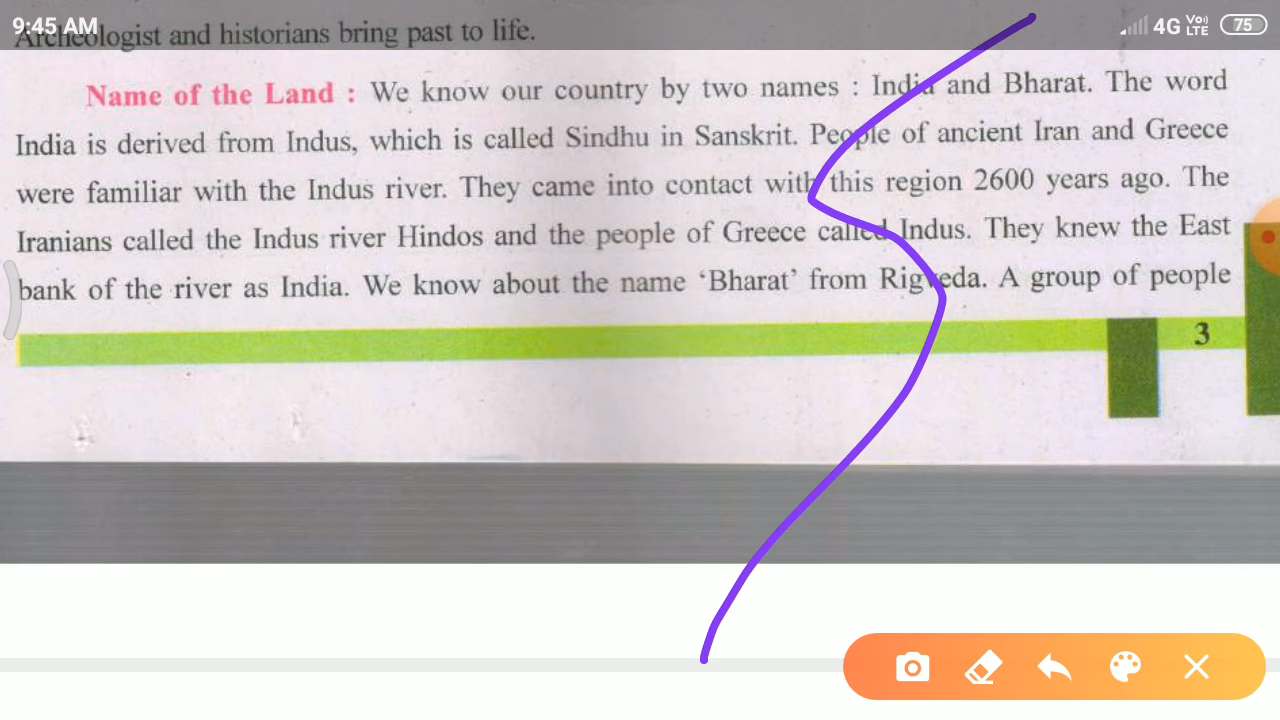 9:45 AM
4G Vo) LTE 75
Archeologist and historians bring past to life.
Name of the Land : We know our country by two names : India and Bharat. The word
India is derived from Indus, which is called Sindhu in Sanskrit. People of ancient Iran and Greece
were familiar with the Indus river. They came into contact with this region 2600 years ago. The
Iranians called the Indus river Hindos and the people of Greece called Indus. They knew the East
bank of the river as India. We know about the name ‘Bharat’ from Rigveda. A group of people
3